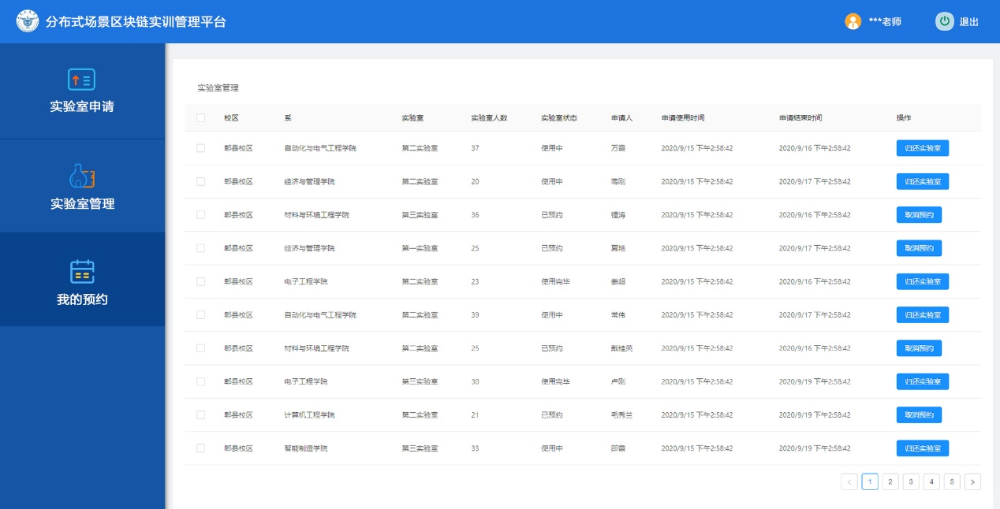 分布式场景区块链实训管理平台 ***老师 退出
实验室申请
实验室管理
我的预约
实验室管理
校区 系 实验室 实验室人数 实验室状态 申请人 申请使用时间 申请结束时间 操作
郫县校区 自动化与电气工程学院 第二实验室 37 使用中 万霞 2020/9/15 下午2:58:42 2020/9/16 下午2:58:42 归还实验室
郫县校区 经济与管理学院 第二实验室 20 使用中 蒋刚 2020/9/15 下午2:58:42 2020/9/17 下午2:58:42 归还实验室
郫县校区 材料与环境工程学院 第三实验室 36 已预约 2020/9/15 下午2:58:42 2020/9/16 下午2:58:42 取消预约
郫县校区 经济与管理学院 第一实验室 25 已预约 夏艳 2020/9/15 下午2:58:42 2020/9/17 下午2:58:42 取消预约
郫县校区 电子工程学院 第二实验室 23 使用完毕 姜超 2020/9/15 下午2:58:42 2020/9/16 下午2:58:42 归还实验室
郫县校区 自动化与电气工程学院 第二实验室 39 使用中 常伟 2020/9/15 下午2:58:42 2020/9/17 下午2:58:42 归还实验室
郫县校区 材料与环境工程学院 第二实验室 25 已预约 戴桂英 2020/9/15 下午2:58:42 2020/9/16 下午2:58:42 取消预约
郫县校区 电子工程学院 第三实验室 30 使用完毕 卢刚 2020/9/15 下午2:58:42 2020/9/19 下午2:58:42 归还实验室
郫县校区 计算机工程学院 第二实验室 21 已预约 毛秀兰 2020/9/15 下午2:58:42 2020/9/19 下午2:58:42 取消预约
郫县校区 智能制造学院 第三实验室 33 使用中 邵霞 2020/9/15 下午2:58:42 2020/9/19 下午2:58:42 归还实验室
< 1 2 3 4 5 >